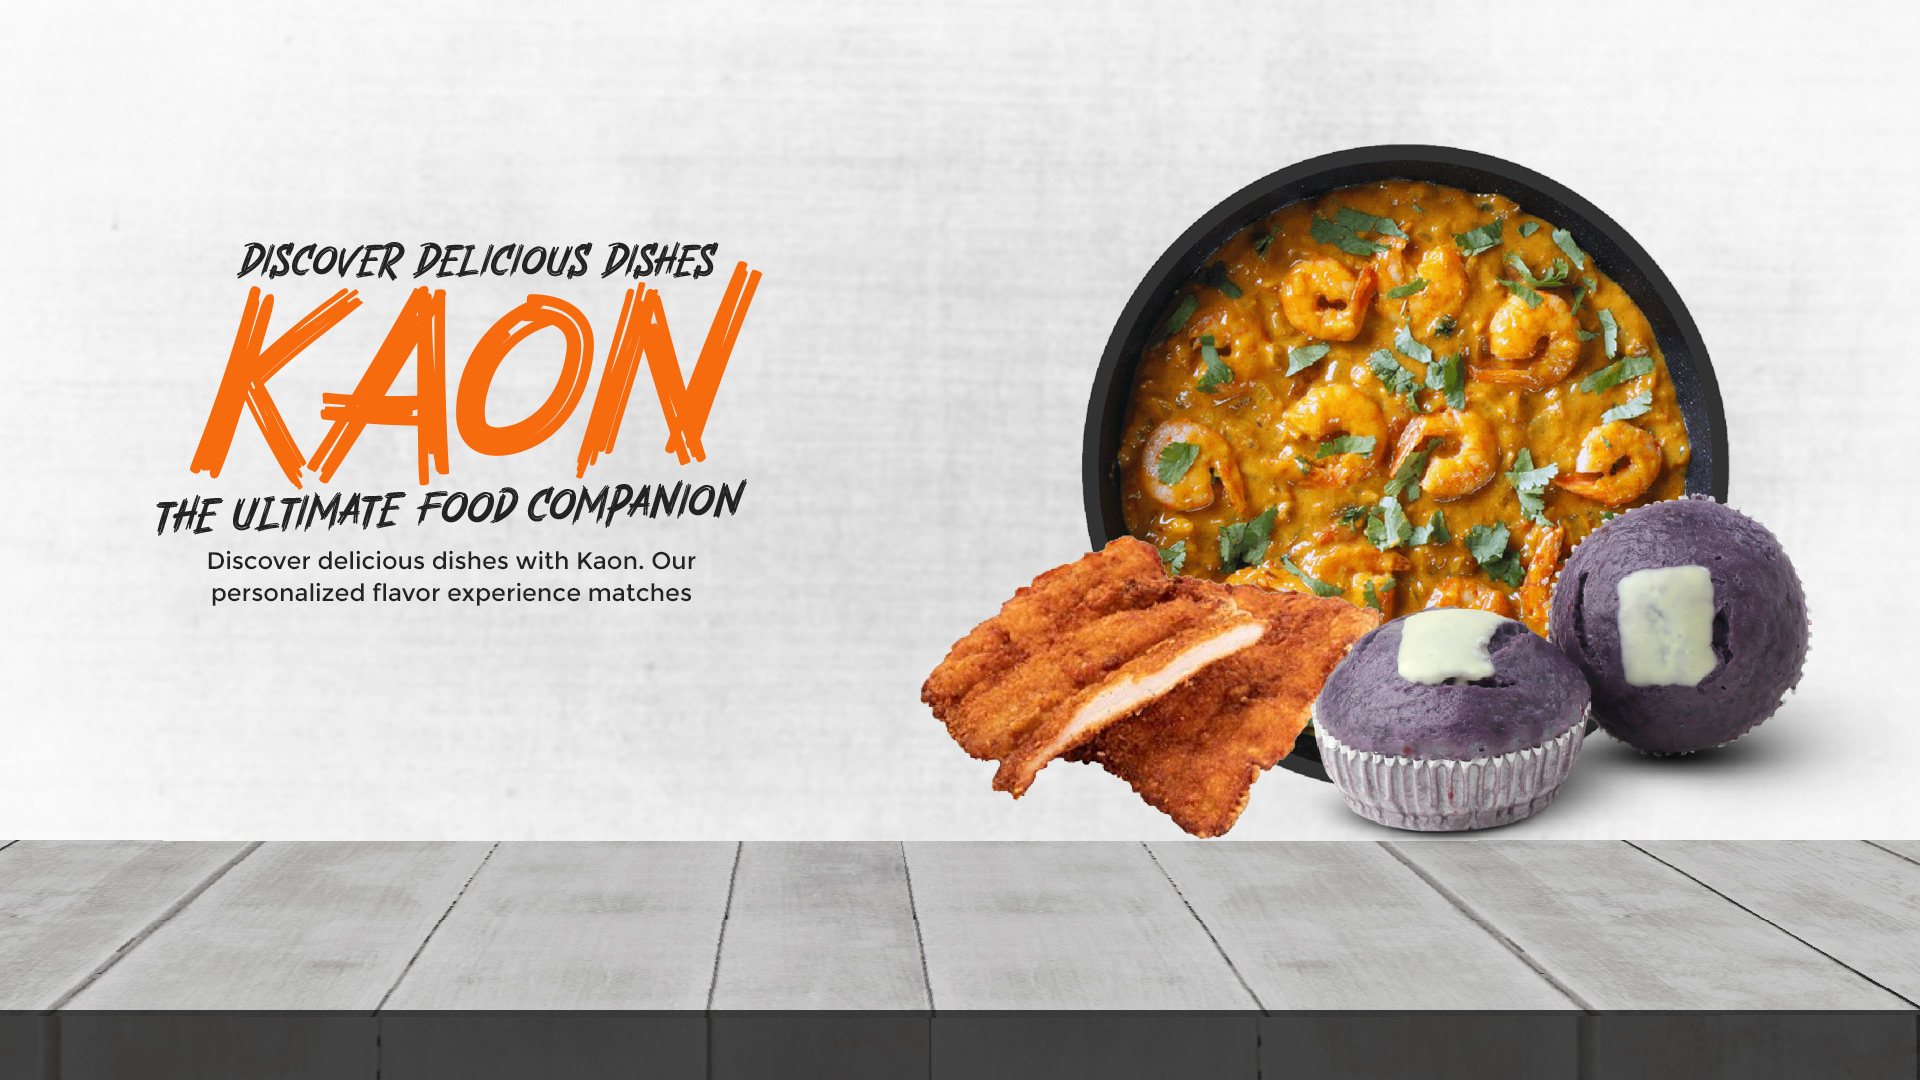 DISCOVER DELICIOUS DISHES
KAON
THE ULTIMATE FOOD COMPANION
Discover delicious dishes with Kaon. Our
personalized flavor experience matches